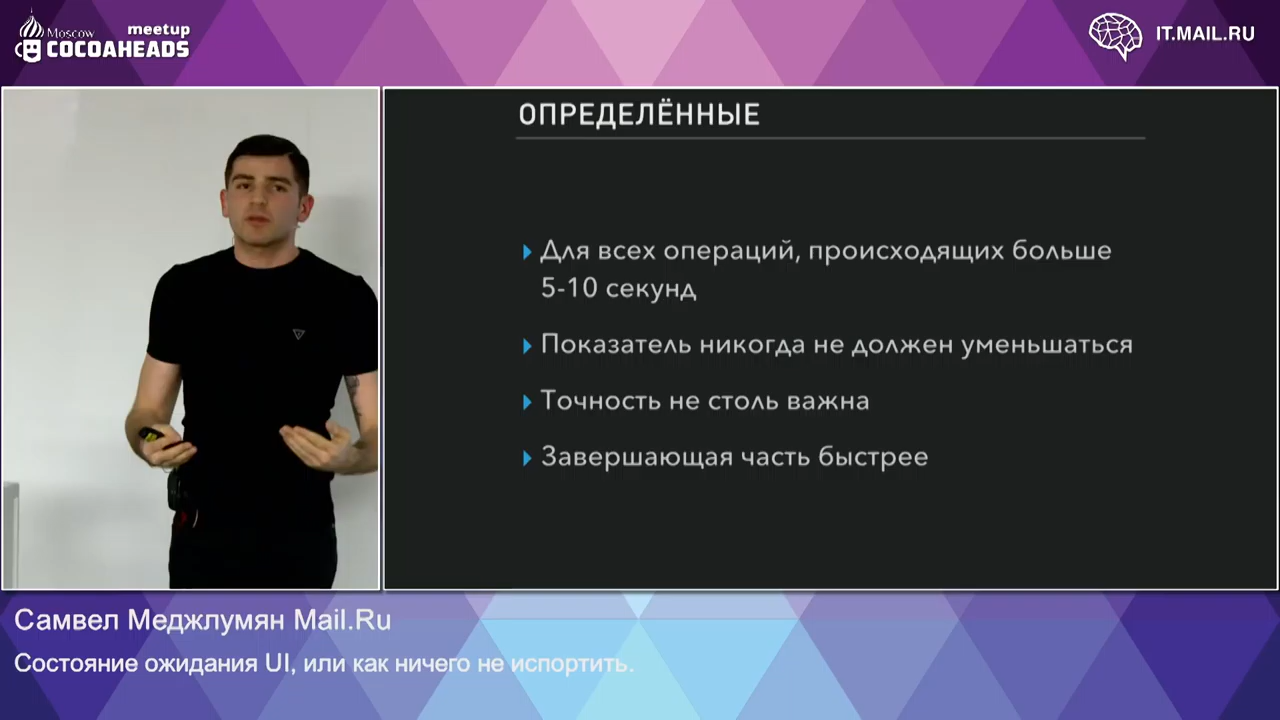 Moscow meetup
COCOAHEADS
IT.MAIL.RU
ОПРЕДЕЛЁННЫЕ
Для всех операций, происходящих больше
5-10 секунд
Показатель никогда не должен уменьшаться
Точность не столь важна
Завершающая часть быстрее
Самвел Меджлумян Mail.Ru
Состояние ожидания UI, или как ничего не испортить.